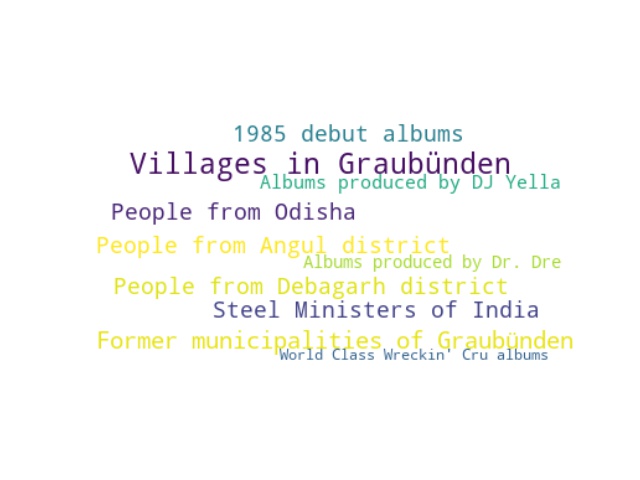 1985 debut albums
Villages in Graubünden
Albums produced by DJ Yella
People from Odisha
People from Angul district
Albums produced by Dr. Dre
People from Debagarh district
Steel Ministers of India
Former municipalities of Graubünden
World Class Wreckin' Cru albums